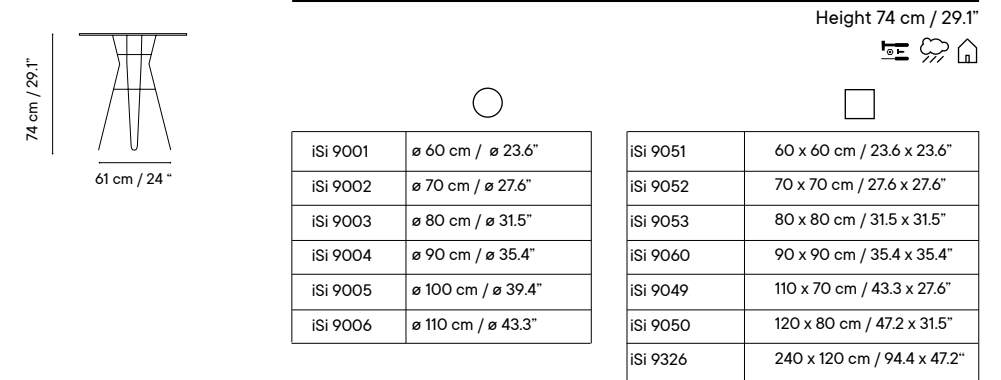 Height 74 cm / 29.1”
74 cm / 29.1”
61 cm / 24 “
iSi 9001 ø 60 cm / ø 23.6”
iSi 9002 ø 70 cm / ø 27.6”
iSi 9003 ø 80 cm / ø 31.5”
iSi 9004 ø 90 cm / ø 35.4”
iSi 9005 ø 100 cm / ø 39.4”
iSi 9006 ø 110 cm / ø 43.3”
iSi 9051 60 x 60 cm / 23.6 x 23.6”
iSi 9052 70 x 70 cm / 27.6 x 27.6”
iSi 9053 80 x 80 cm / 31.5 x 31.5”
iSi 9060 90 x 90 cm / 35.4 x 35.4”
iSi 9049 110 x 70 cm / 43.3 x 27.6”
iSi 9050 120 x 80 cm / 47.2 x 31.5”
iSi 9326 240 x 120 cm / 94.4 x 47.2“